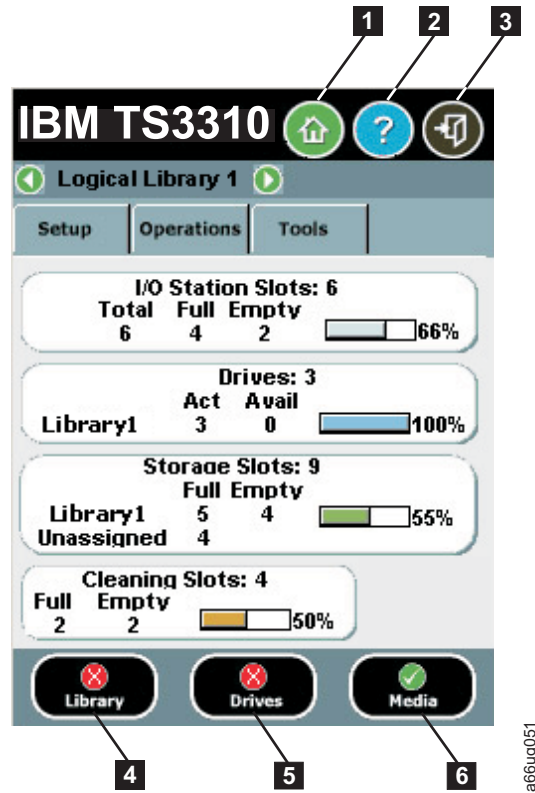 1 2 3
IBM TS3310 ?
Logical Library 1
Setup Operations Tools
I/O Station Slots: 6
Total Full Empty
6 4 2 66%
Drives: 3
Act Avail
Library1 3 0 100%
Storage Slots: 9
Full Empty
Library1 5 4 55%
Unassigned 4
Cleaning Slots: 4
Full Empty
2 2 50%
Library Drives Media
4 5 6
a66ug051